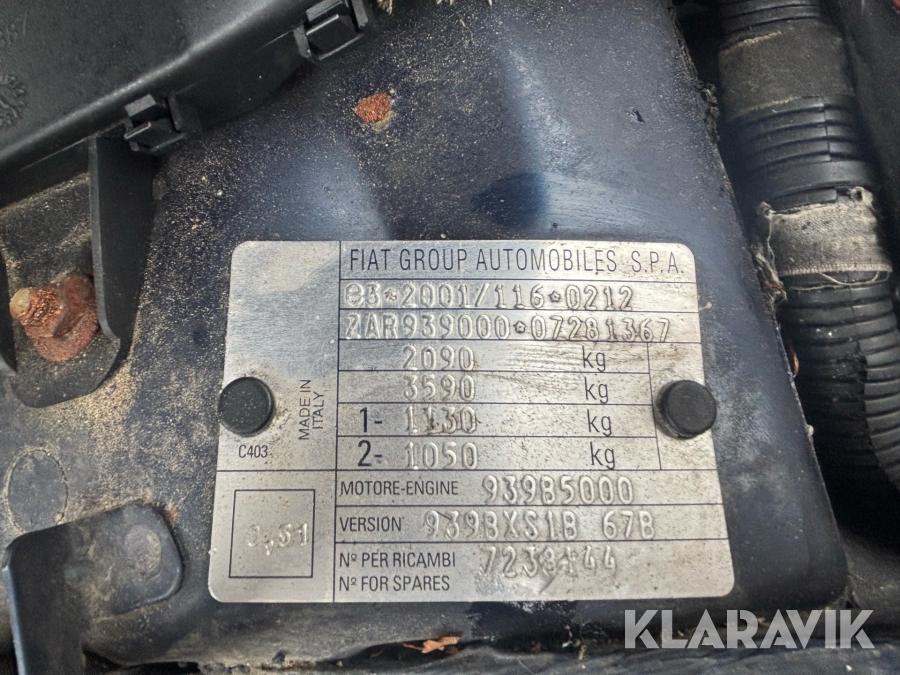 FIAT GROUP AUTOMOBILES S.P.A.
e3*2001/116*0212
ZAR939000*07281367
2090 kg
3590 kg
1- 1130 kg
2- 1050 kg
MADE IN ITALY
C403
MOTORE-ENGINE 939B5000
VERSION 939BXS1B 67B
Nº PER RICAMBI
Nº FOR SPARES
KLARAVIK